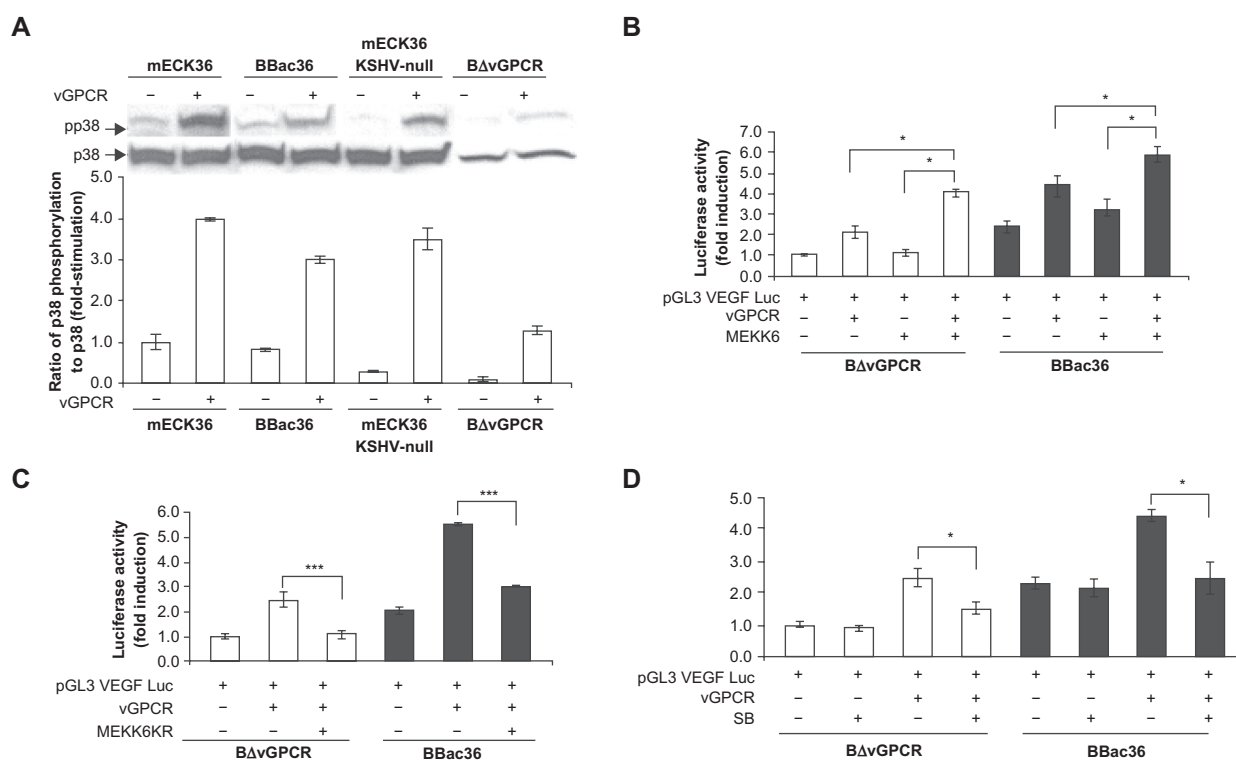 A
mECK36 BBac36 mECK36 KSHV-null BΔvGPCR
vGPCR – + – + – + – +
pp38
p38
Ratio of p38 phosphorylation
to p38 (fold-stimulation)
5.0
4.0
3.0
2.0
1.0
0.0
vGPCR – + – + – + – +
mECK36 BBac36 mECK36 KSHV-null BΔvGPCR
B
Luciferase activity
(fold induction)
7.0
6.0
5.0
4.0
3.0
2.0
1.0
0.0
* * * *
pGL3 VEGF Luc + + + + + + + +
vGPCR – + – + – + – +
MEKK6 – – + + – – + +
BΔvGPCR BBac36
C
Luciferase activity
(fold induction)
6.0
5.0
4.0
3.0
2.0
1.0
0.0
*** ***
pGL3 VEGF Luc + + + + + +
vGPCR – + + – + +
MEKK6KR – – + – – +
BΔvGPCR BBac36
D
Luciferase activity
(fold induction)
5.0
4.0
3.0
2.0
1.0
0.0
* *
pGL3 VEGF Luc + + + + + + + +
vGPCR – – + + – – + +
SB – + – + – + – +
BΔvGPCR BBac36